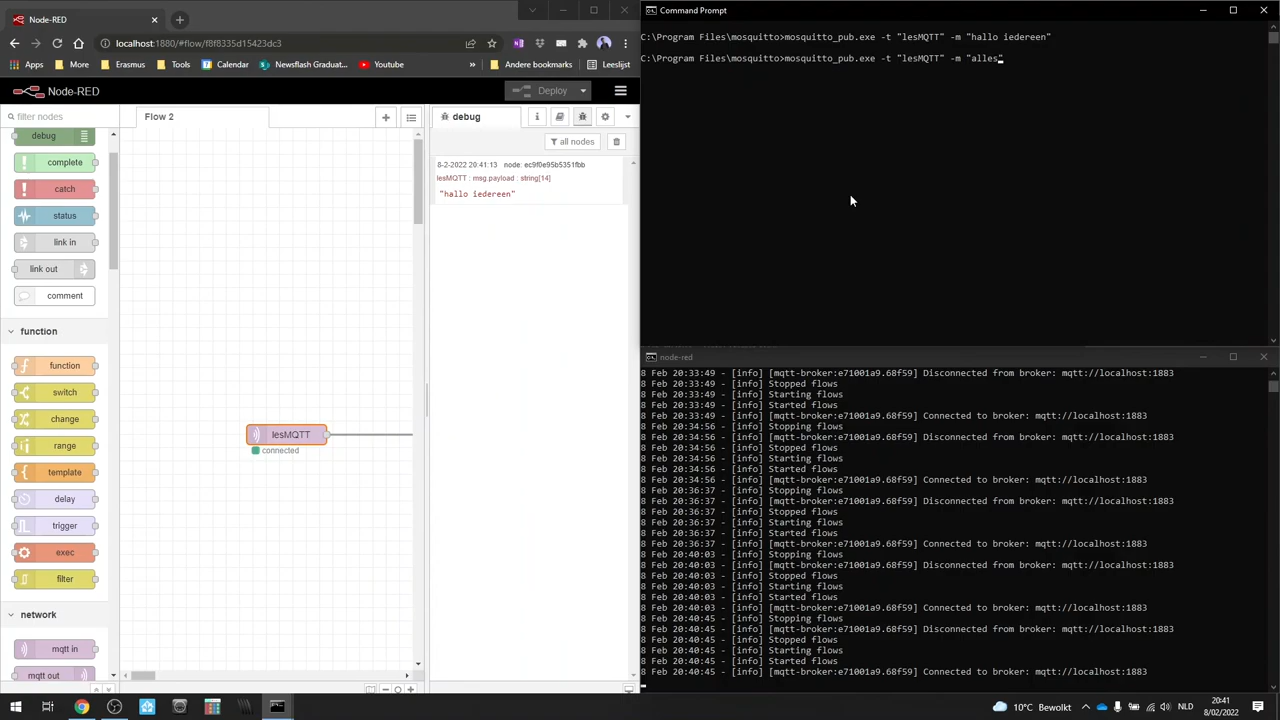 Node-RED
localhost:1880/#flow/f8f8335d15423dc3
Apps
More
Bureau
Tools
Calendar
Newsflash Graduat...
Youtube
Home
HA
Leeslijst
Node-RED
Deploy
filter nodes
debug
complete
catch
status
link in
link out
comment
function
function
switch
change
range
template
delay
trigger
exec
filter
network
mqtt in
mqtt out
Flow 2
lesMQTT
connected
debug
all nodes
8-2-2022 20:41:13 node: ec9f0e95b5351fbb
lesMQTT : msg.payload : string[14]
"hallo iedereen"
Command Prompt
C:\Program Files\mosquitto>mosquitto_pub.exe -t "lesMQTT" -m "hallo iedereen"
C:\Program Files\mosquitto>mosquitto_pub.exe -t "lesMQTT" -m "alles
node-red
8 Feb 20:33:49 - [info] [mqtt-broker:e71001a9.68f59] Disconnected from broker: mqtt://localhost:1883
8 Feb 20:33:49 - [info] Stopped flows
8 Feb 20:33:49 - [info] Starting flows
8 Feb 20:33:49 - [info] Started flows
8 Feb 20:33:49 - [info] [mqtt-broker:e71001a9.68f59] Connected to broker: mqtt://localhost:1883
8 Feb 20:34:56 - [info] Stopping flows
8 Feb 20:34:56 - [info] [mqtt-broker:e71001a9.68f59] Disconnected from broker: mqtt://localhost:1883
8 Feb 20:34:56 - [info] Stopped flows
8 Feb 20:34:56 - [info] Starting flows
8 Feb 20:34:56 - [info] Started flows
8 Feb 20:34:56 - [info] [mqtt-broker:e71001a9.68f59] Connected to broker: mqtt://localhost:1883
8 Feb 20:36:37 - [info] Stopping flows
8 Feb 20:36:37 - [info] [mqtt-broker:e71001a9.68f59] Disconnected from broker: mqtt://localhost:1883
8 Feb 20:36:37 - [info] Stopped flows
8 Feb 20:36:37 - [info] Starting flows
8 Feb 20:36:37 - [info] Started flows
8 Feb 20:36:37 - [info] [mqtt-broker:e71001a9.68f59] Connected to broker: mqtt://localhost:1883
8 Feb 20:40:03 - [info] Stopping flows
8 Feb 20:40:03 - [info] [mqtt-broker:e71001a9.68f59] Disconnected from broker: mqtt://localhost:1883
8 Feb 20:40:03 - [info] Stopped flows
8 Feb 20:40:03 - [info] Starting flows
8 Feb 20:40:03 - [info] Started flows
8 Feb 20:40:03 - [info] [mqtt-broker:e71001a9.68f59] Connected to broker: mqtt://localhost:1883
8 Feb 20:40:45 - [info] Stopping flows
8 Feb 20:40:45 - [info] [mqtt-broker:e71001a9.68f59] Disconnected from broker: mqtt://localhost:1883
8 Feb 20:40:45 - [info] Stopped flows
8 Feb 20:40:45 - [info] Starting flows
8 Feb 20:40:45 - [info] Started flows
8 Feb 20:40:45 - [info] [mqtt-broker:e71001a9.68f59] Connected to broker: mqtt://localhost:1883
10°C Bewolkt
NLD
20:41
8/02/2022